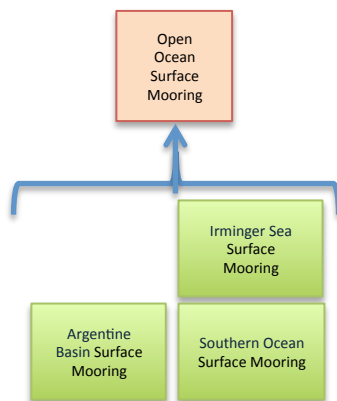 Open
Ocean
Surface
Mooring
Irminger Sea
Surface
Mooring
Argentine
Basin Surface
Mooring
Southern Ocean
Surface Mooring